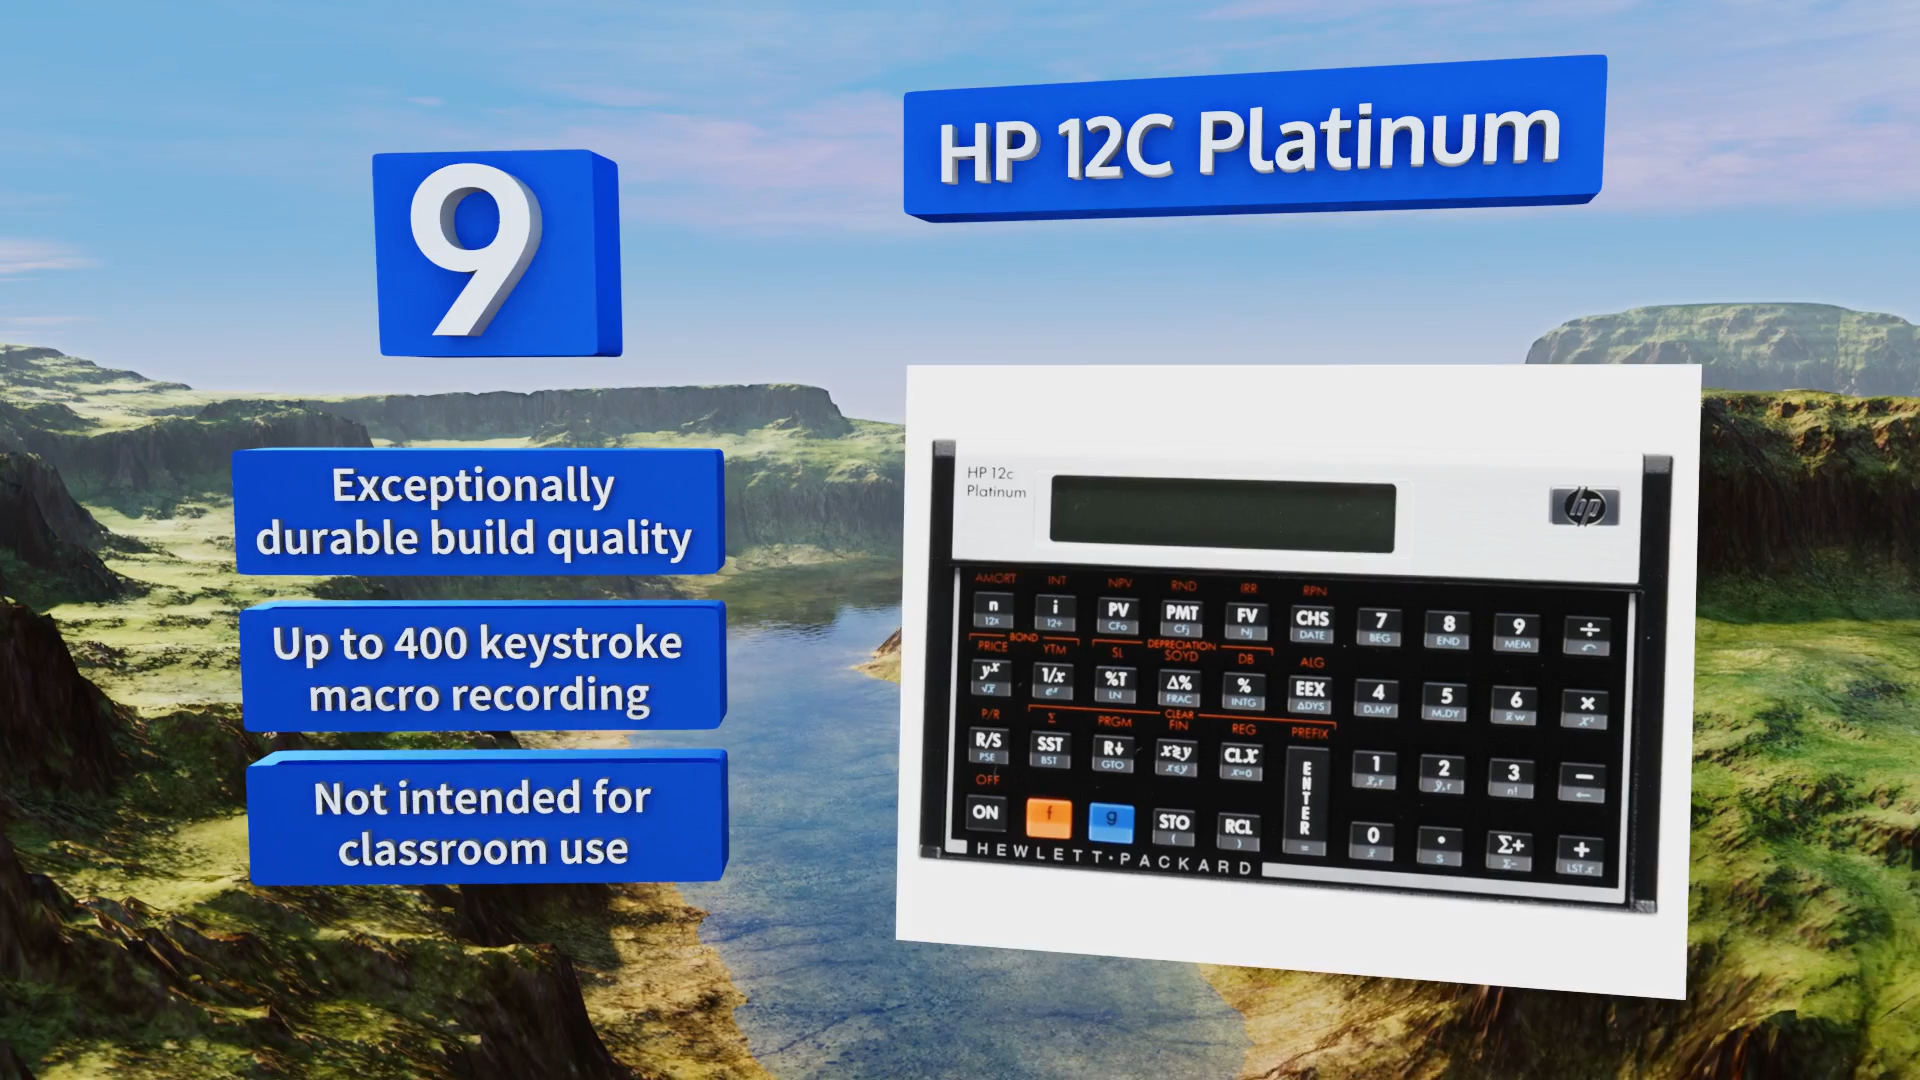 9
HP 12C Platinum
Exceptionally
durable build quality
Up to 400 keystroke
macro recording
Not intended for
classroom use
HP 12c
Platinum
hp
AMORT INT NPV RND IRR RPN
n i PV PMT FV CHS 7 8 9 ÷
12x 12÷ CFo CFj Nj DATE BEG END MEM
BOND DEPRECIATION
PRICE YTM SL SOYD DB ALG
yx 1/x %T Δ% % EEX 4 5 6 ×
√x ex LN FRAC INTG ΔDYS D.MY M.DY x̄w x²
CLEAR
P/R Σ PRGM FIN REG PREFIX
R/S SST R↓ x≷y CLX ENTER 1 2 3 −
PSE BST GTO x≤y x=0 = x̂,r ŷ,r n! ←
OFF
ON f g STO RCL 0 . Σ+ +
( ) x̄ S Σ− LST x
HEWLETT·PACKARD